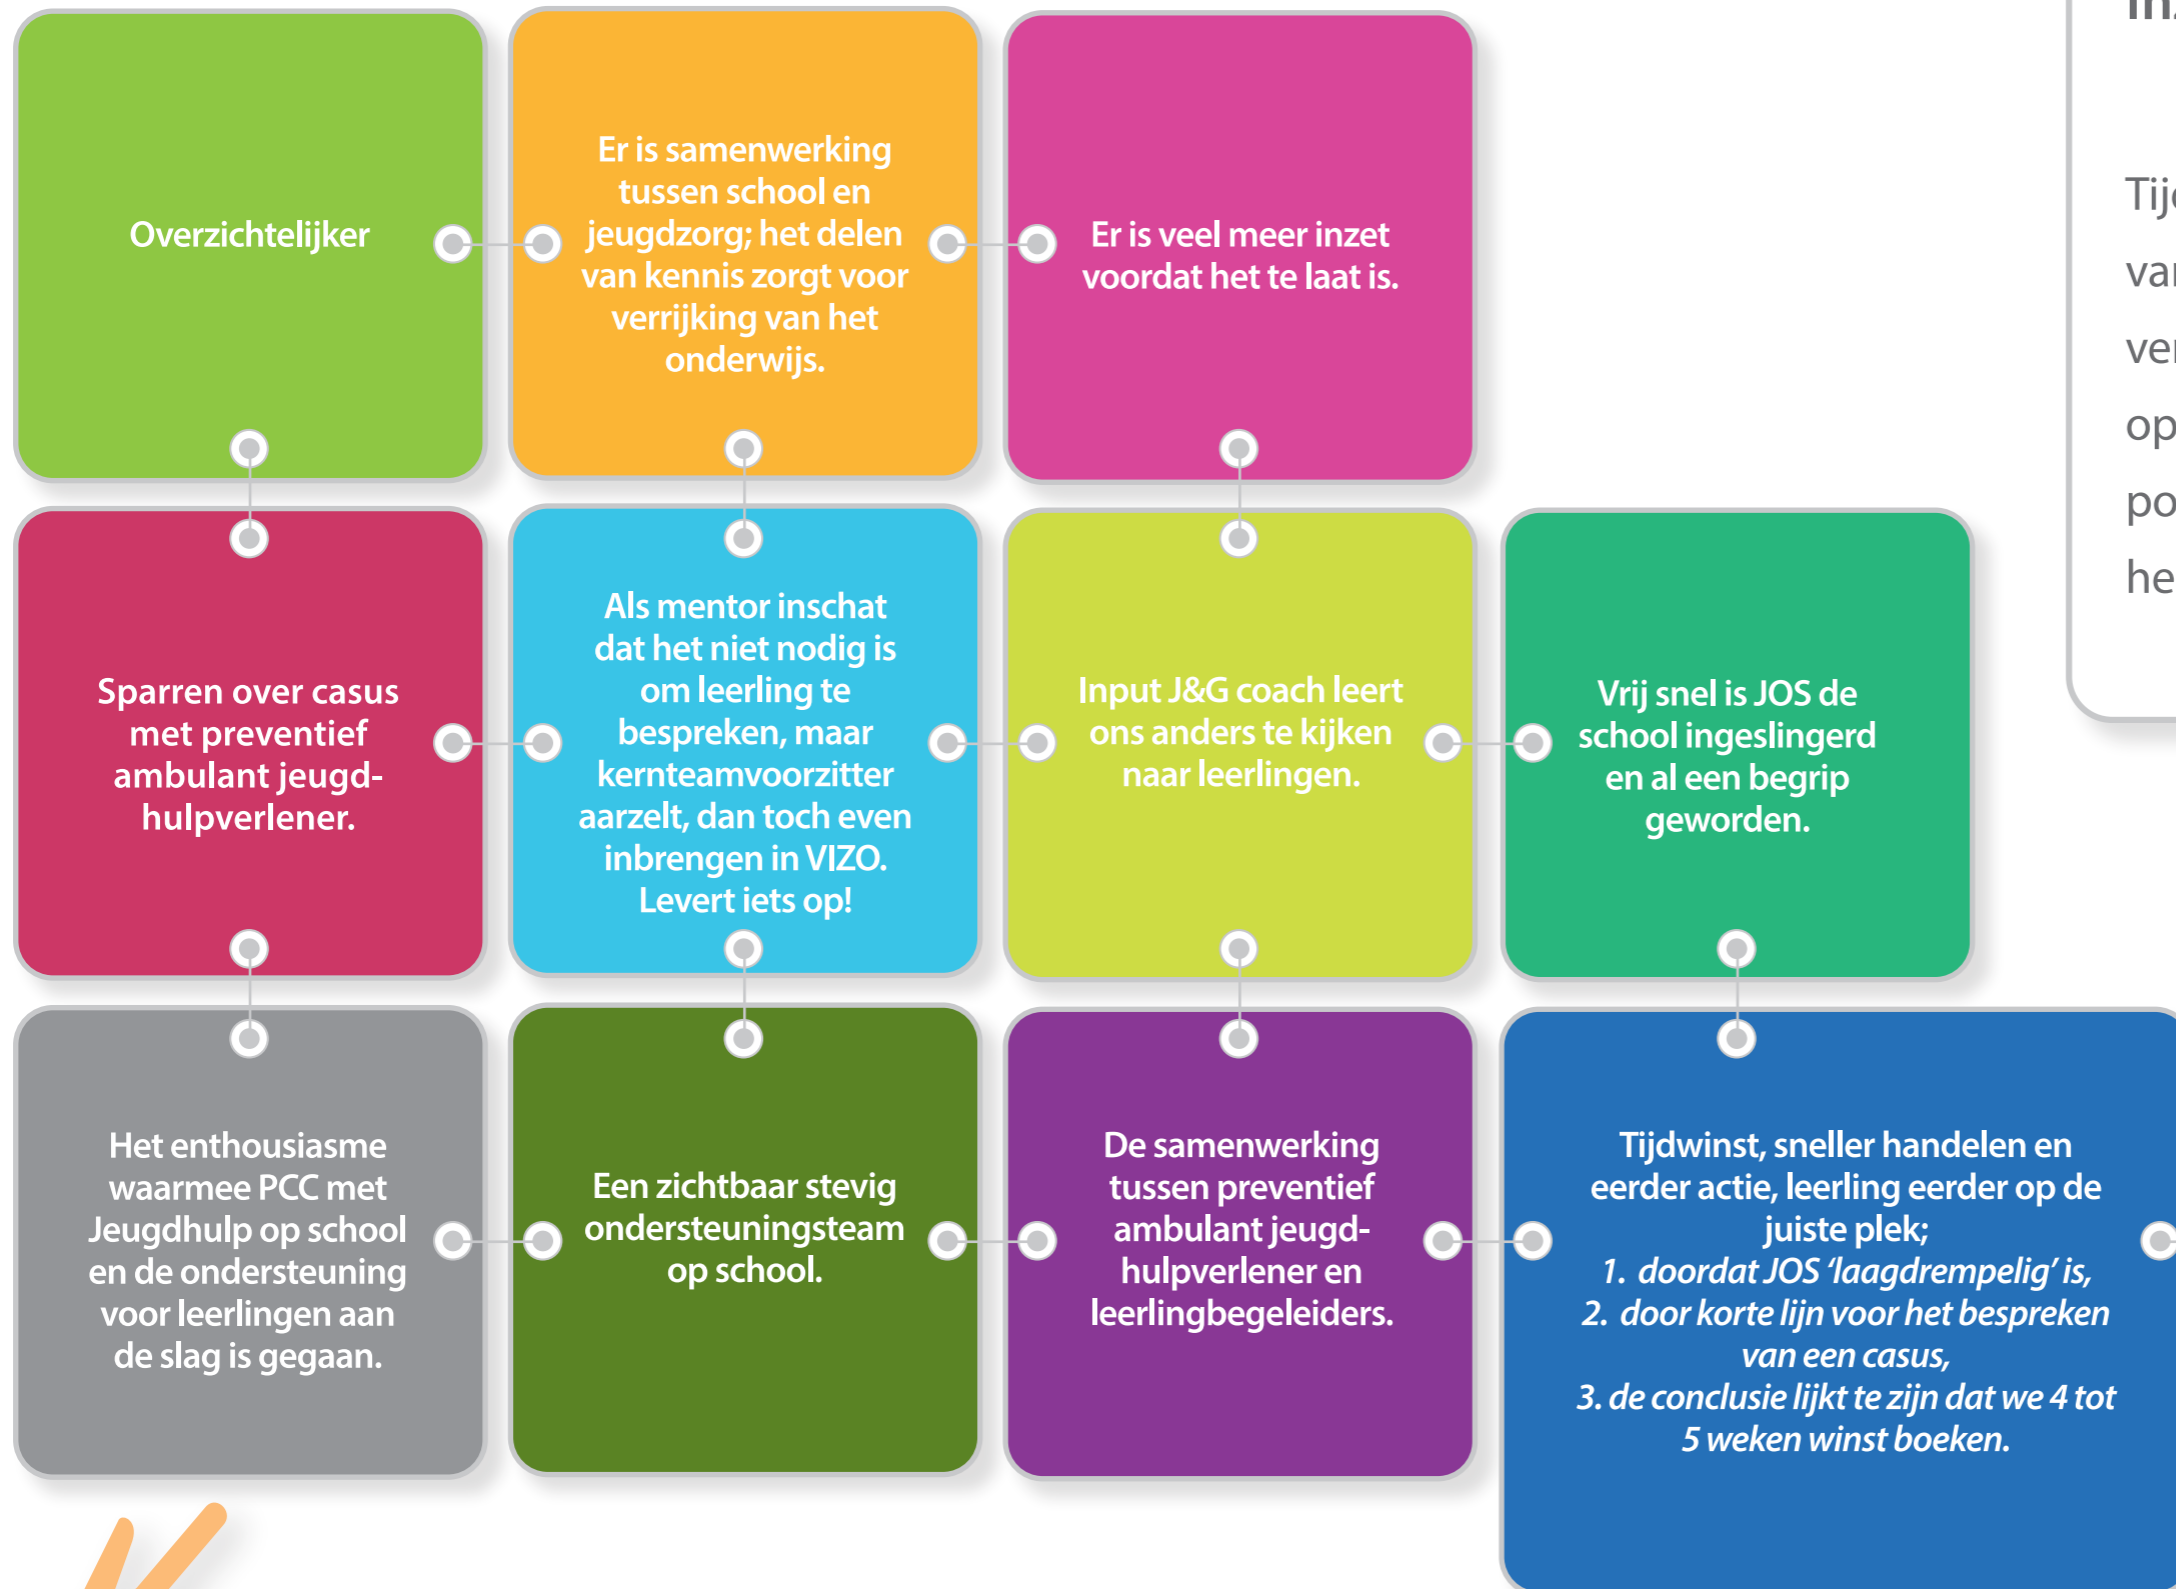 Overzichtelijker
Er is samenwerking
tussen school en
jeugdzorg; het delen
van kennis zorgt voor
verrijking van het
onderwijs.
Er is veel meer inzet
voordat het te laat is.
Sparren over casus
met preventief
ambulant jeugd-
hulpverlener.
Als mentor inschat
dat het niet nodig is
om leerling te
bespreken, maar
kernteamvoorzitter
aarzelt, dan toch even
inbrengen in VIZO.
Levert iets op!
Input J&G coach leert
ons anders te kijken
naar leerlingen.
Vrij snel is JOS de
school ingeslingerd
en al een begrip
geworden.
Het enthousiasme
waarmee PCC met
Jeugdhulp op school
en de ondersteuning
voor leerlingen aan
de slag is gegaan.
Een zichtbaar stevig
ondersteuningsteam
op school.
De samenwerking
tussen preventief
ambulant jeugd-
hulpverlener en
leerlingbegeleiders.
Tijdwinst, sneller handelen en
eerder actie, leerling eerder op de
juiste plek;
1. doordat JOS ‘laagdrempelig’ is,
2. door korte lijn voor het bespreken
van een casus,
3. de conclusie lijkt te zijn dat we 4 tot
5 weken winst boeken.